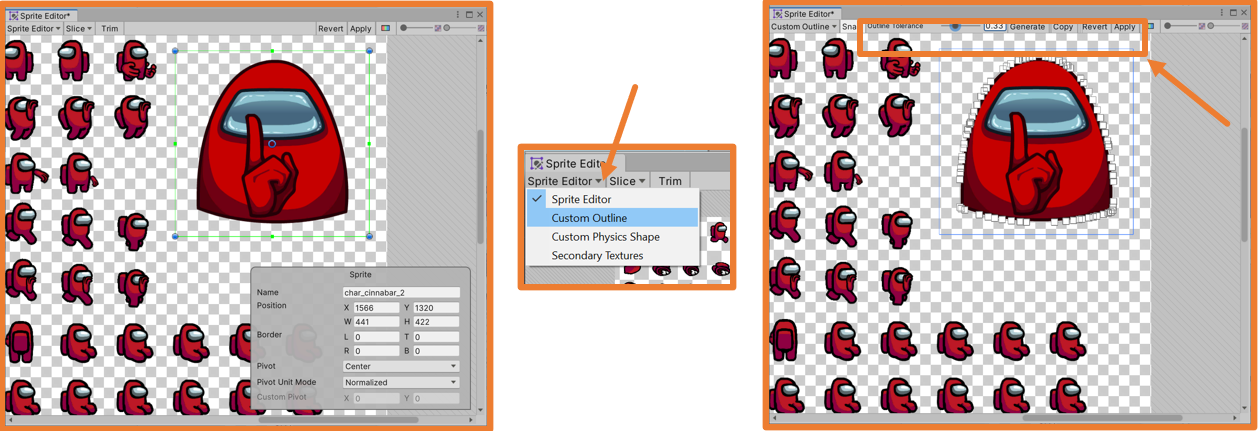 Sprite Editor*
Sprite Editor Slice Trim Revert Apply
Sprite
Name char_cinnabar_2
Position X 1566 Y 1320
W 441 H 422
Border L 0 T 0
R 0 B 0
Pivot Center
Pivot Unit Mode Normalized
Custom Pivot X 0 Y 0
Sprite Edito
Sprite Editor Slice Trim
Sprite Editor
Custom Outline
Custom Physics Shape
Secondary Textures
Sprite Editor*
Custom Outline Sna Outline Tolerance 0.33 Generate Copy Revert Apply